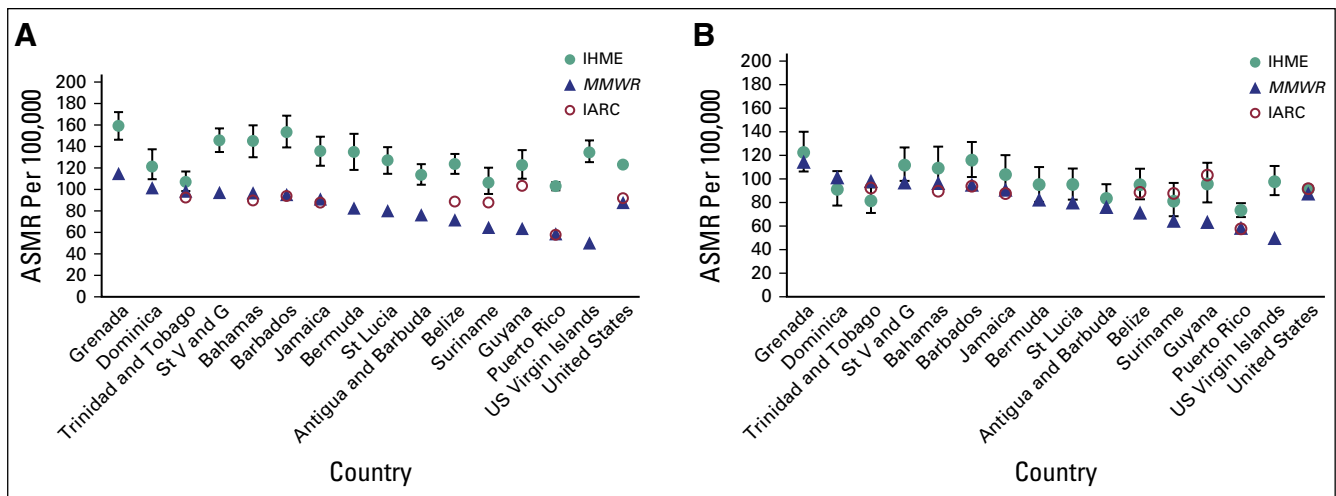 A
ASMR Per 100,000
200
180
160
140
120
100
80
60
40
20
0
IHME
MMWR
IARC
Grenada
Dominica
Trinidad and Tobago
St V and G
Bahamas
Barbados
Jamaica
Bermuda
St Lucia
Antigua and Barbuda
Belize
Suriname
Guyana
Puerto Rico
US Virgin Islands
United States
Country
B
ASMR Per 100,000
200
180
160
140
120
100
80
60
40
20
0
IHME
MMWR
IARC
Grenada
Dominica
Trinidad and Tobago
St V and G
Bahamas
Barbados
Jamaica
Bermuda
St Lucia
Antigua and Barbuda
Belize
Suriname
Guyana
Puerto Rico
US Virgin Islands
United States
Country